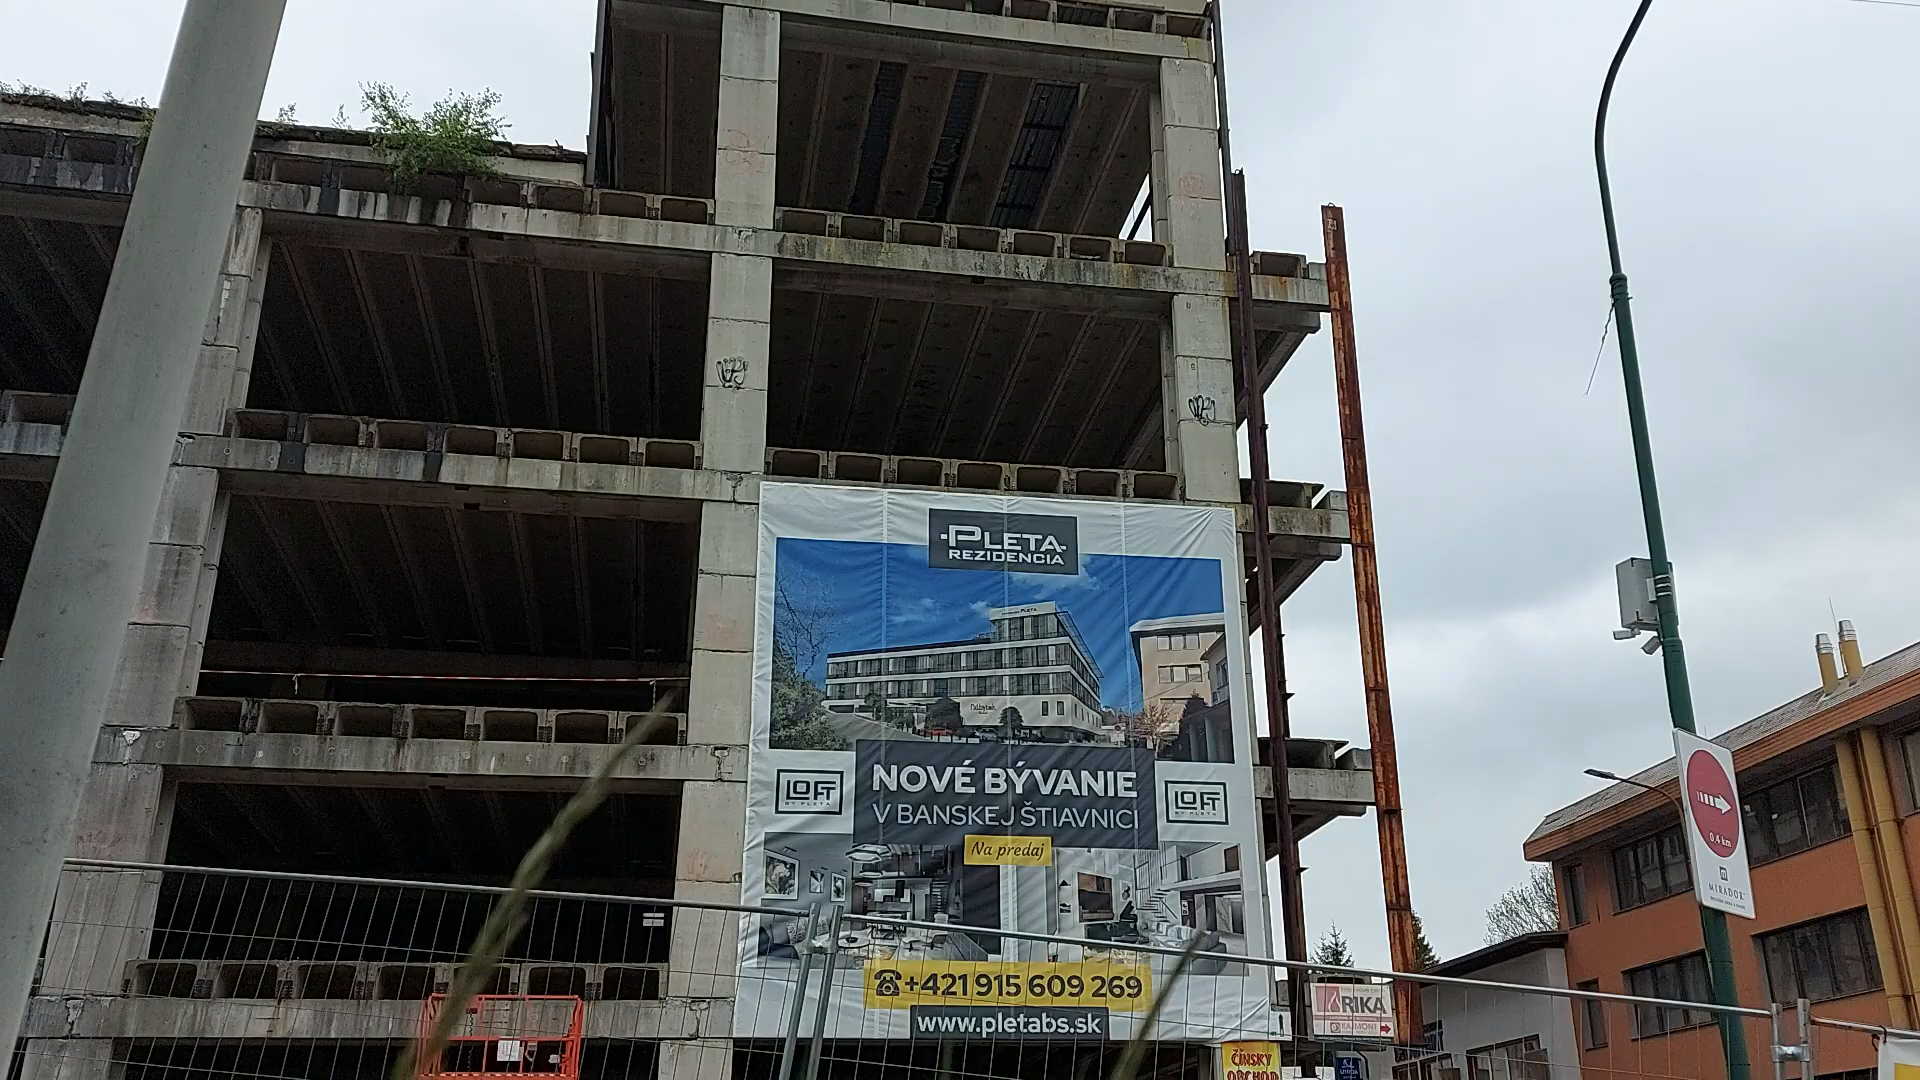 PLETA
REZIDENCIA
LOFT
BY PLETA
NOVÉ BÝVANIE
V BANSKEJ ŠTIAVNICI
Na predaj
LOFT
BY PLETA
+421 915 609 269
www.pletabs.sk
0,4 km
MIRADOR
RIKA
ČÍNSKY
OBCHOD